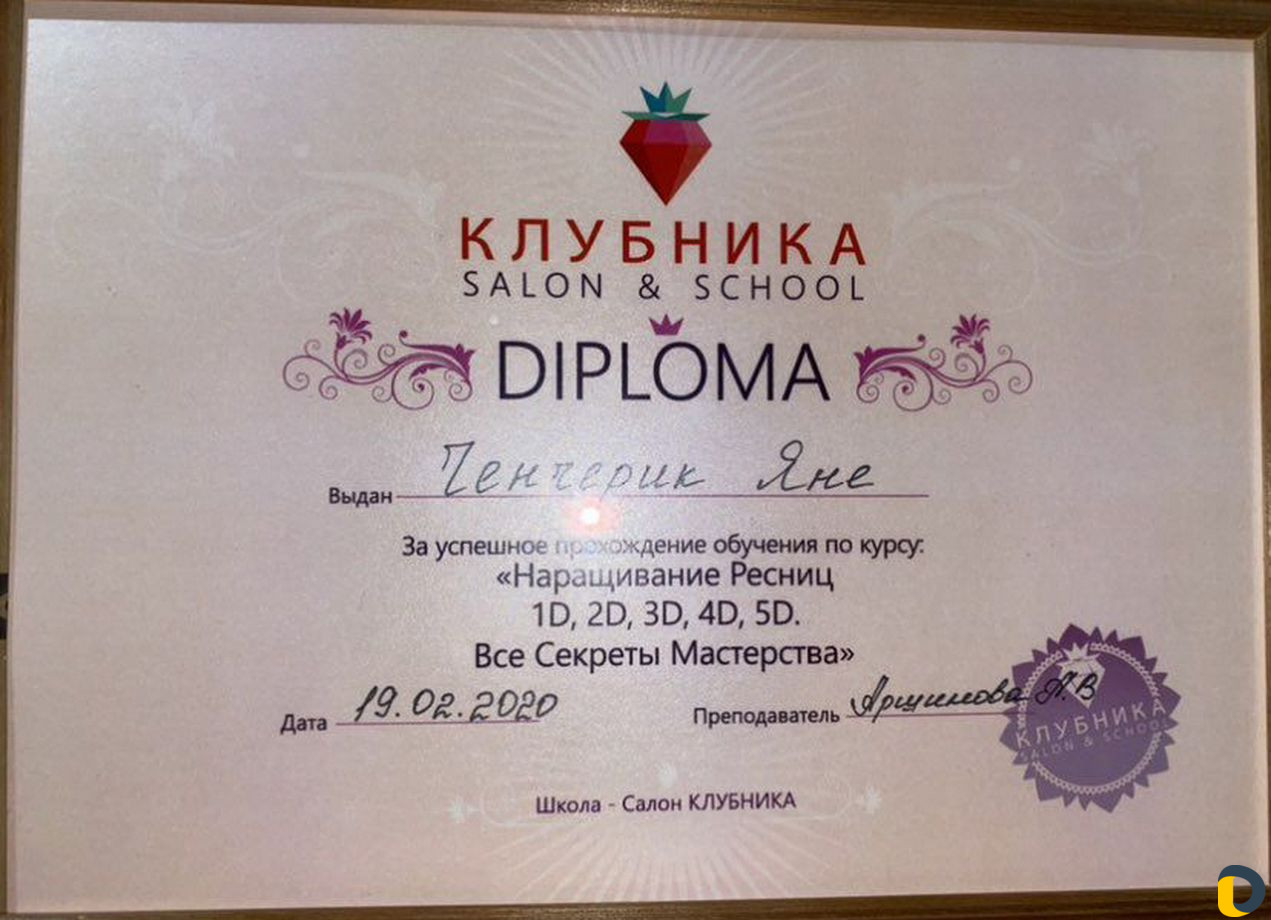 КЛУБНИКА
SALON & SCHOOL
DIPLOMA
Выдан Ченчерик Яне
За успешное прохождение обучения по курсу:
«Наращивание Ресниц
1D, 2D, 3D, 4D, 5D.
Все Секреты Мастерства»
Дата 19.02.2020 Преподаватель Аршинова А.В
КЛУБНИКА
SALON & SCHOOL
Школа - Салон КЛУБНИКА